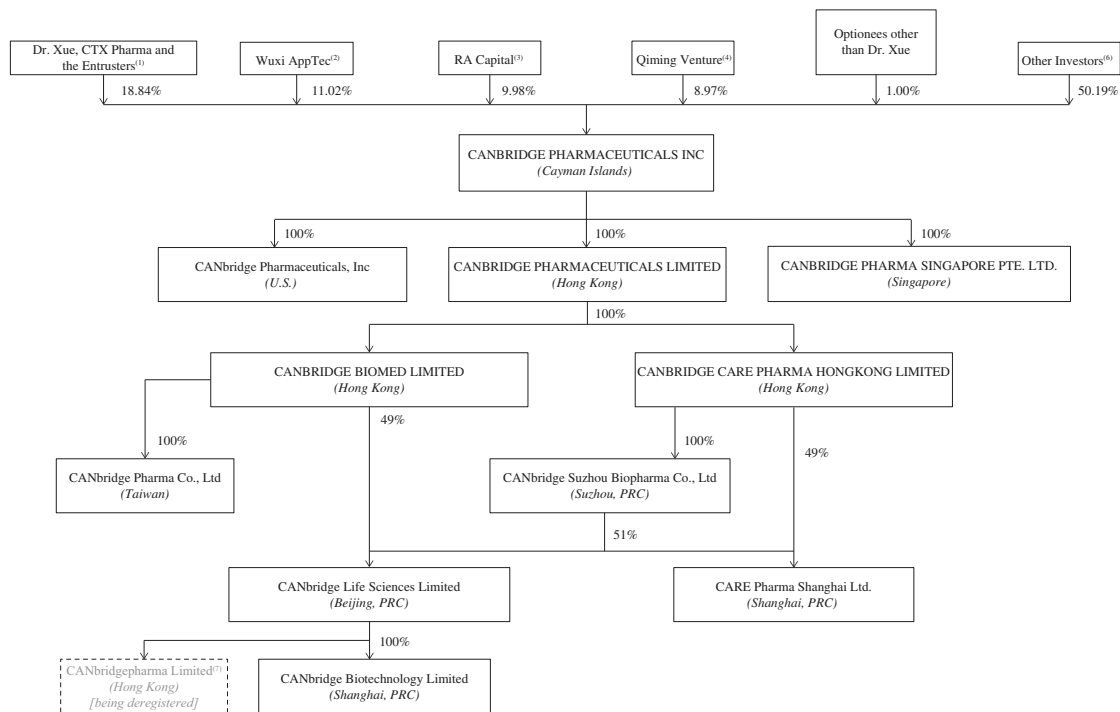 Dr. Xue, CTX Pharma and
the Entrusters(1)
Wuxi AppTec(2)
RA Capital(3)
Qiming Venture(4)
Optionees other
than Dr. Xue
Other Investors(6)
18.84%
11.02%
9.98%
8.97%
1.00%
50.19%
CANBRIDGE PHARMACEUTICALS INC
(Cayman Islands)
100%
100%
100%
CANbridge Pharmaceuticals, Inc
(U.S.)
CANBRIDGE PHARMACEUTICALS LIMITED
(Hong Kong)
CANBRIDGE PHARMA SINGAPORE PTE. LTD.
(Singapore)
100%
CANBRIDGE BIOMED LIMITED
(Hong Kong)
CANBRIDGE CARE PHARMA HONGKONG LIMITED
(Hong Kong)
49%
100%
100%
49%
CANbridge Pharma Co., Ltd
(Taiwan)
CANbridge Suzhou Biopharma Co., Ltd
(Suzhou, PRC)
51%
CANbridge Life Sciences Limited
(Beijing, PRC)
CARE Pharma Shanghai Ltd.
(Shanghai, PRC)
100%
CANbridgepharma Limited(7)
(Hong Kong)
[being deregistered]
CANbridge Biotechnology Limited
(Shanghai, PRC)